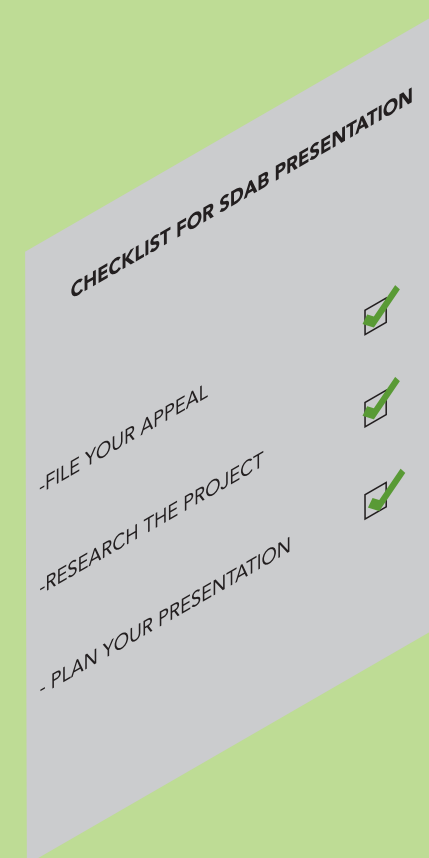 CHECKLIST FOR SDAB PRESENTATION
-FILE YOUR APPEAL
-RESEARCH THE PROJECT
- PLAN YOUR PRESENTATION